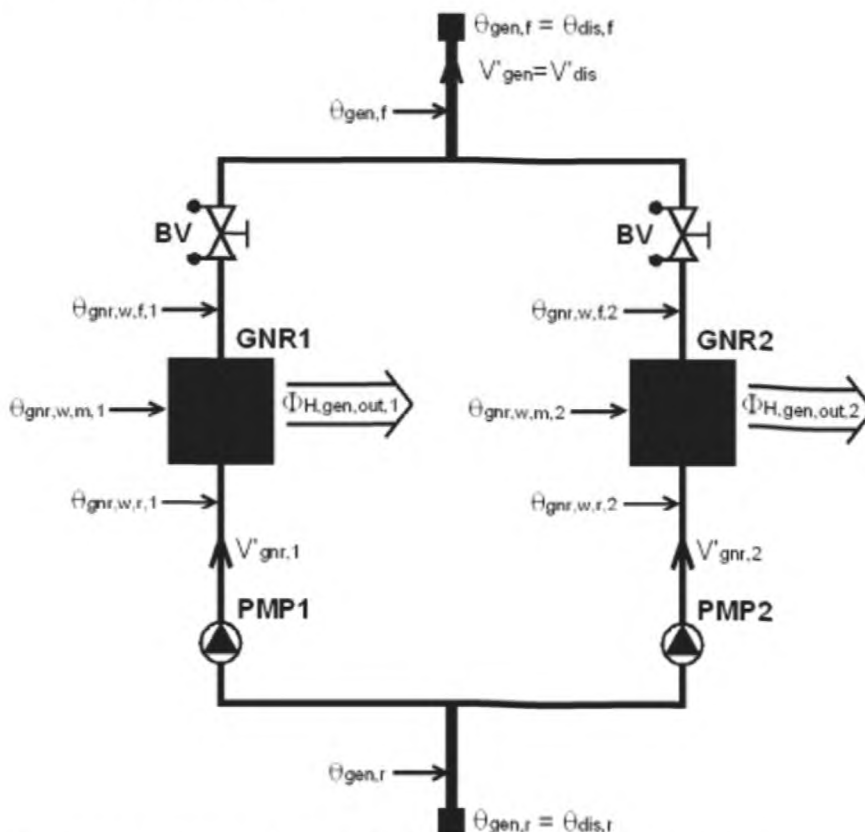 θgen,f = θdis,f
V'gen=V'dis
θgen,f
BV BV
θgnr,w,f,1 θgnr,w,f,2
GNR1 GNR2
θgnr,w,m,1 ΦH,gen,out,1 θgnr,w,m,2 ΦH,gen,out,2
θgnr,w,r,1 θgnr,w,r,2
V'gnr,1 V'gnr,2
PMP1 PMP2
θgen,r
θgen,r = θdis,r